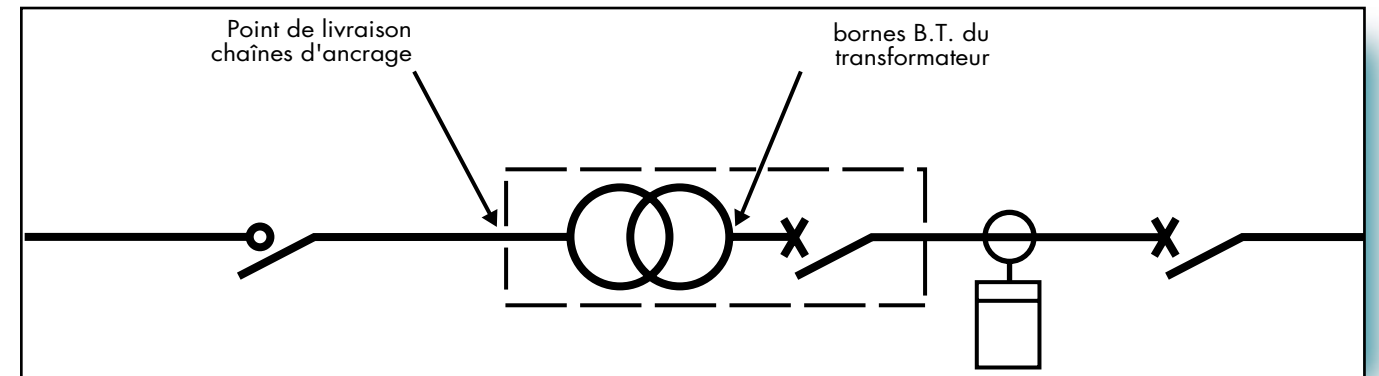 Point de livraison
chaînes d'ancrage
bornes B.T. du
transformateur